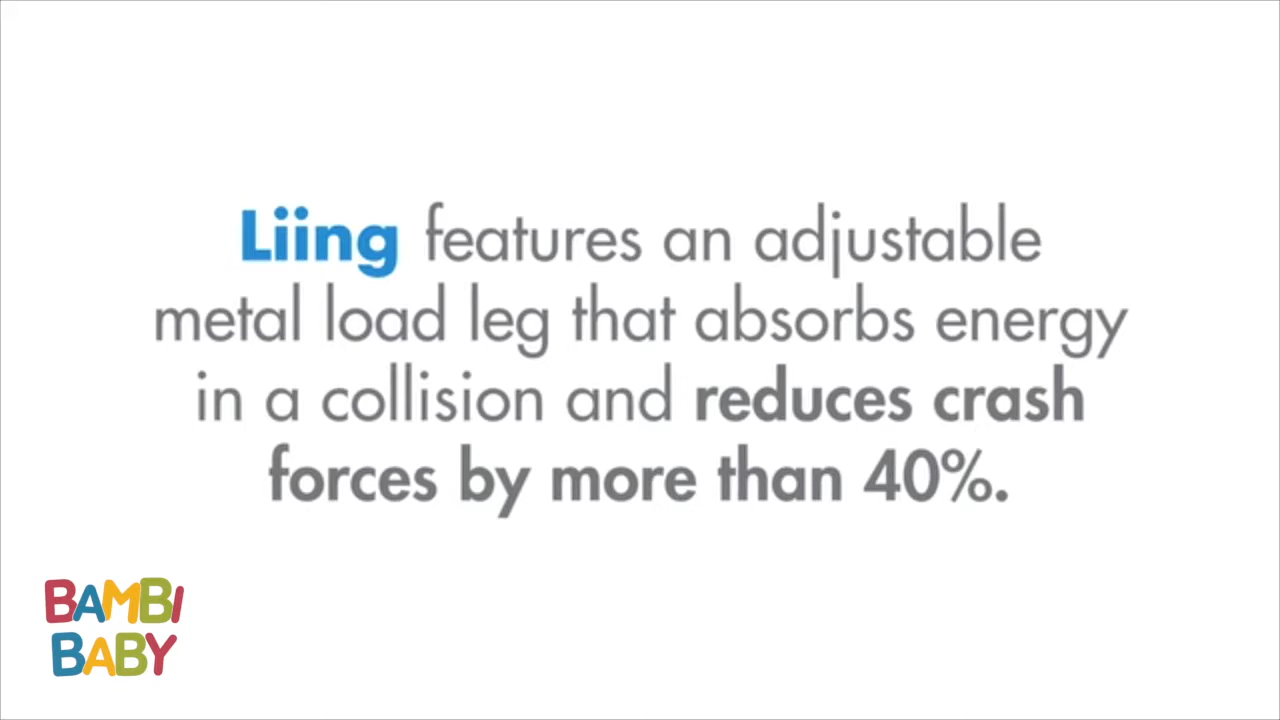 Liing features an adjustable
metal load leg that absorbs energy
in a collision and reduces crash
forces by more than 40%.
BAMBI
BABY